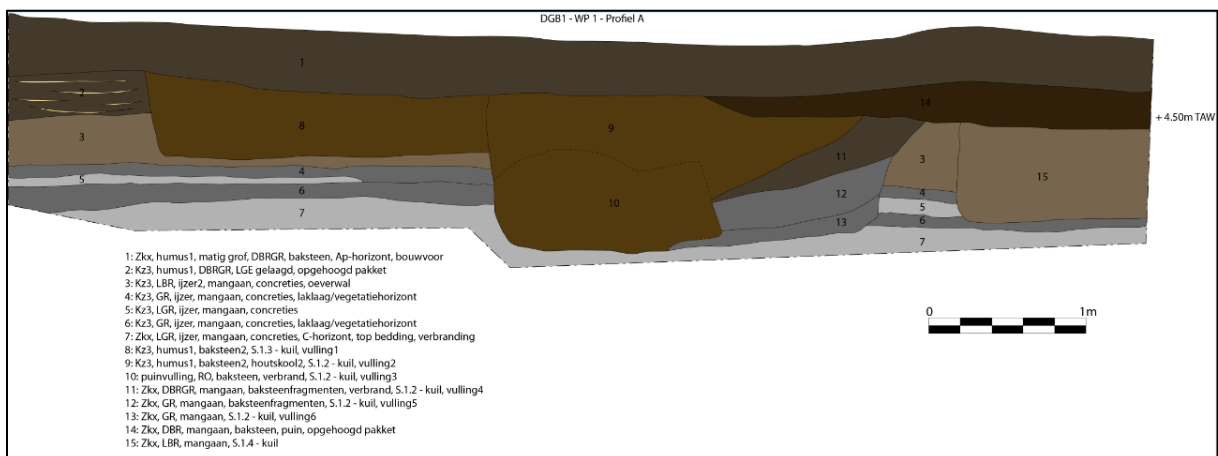 DGB1 - WP 1 - Profiel A
1
2
14
+ 4.50m TAW
8
9
3
11
3
4
15
5
12
4
6
5
10
13
6
7
7
1: Zkx, humus1, matig grof, DBRGR, baksteen, Ap-horizont, bouwvoor
2: Kz3, humus1, DBRGR, LGE gelaagd, opgehoogd pakket
3: Kz3, LBR, ijzer2, mangaan, concreties, oeverwal
4: Kz3, GR, ijzer, mangaan, concreties, laklaag/vegetatiehorizont
5: Kz3, LGR, ijzer, mangaan, concreties
6: Kz3, GR, ijzer, mangaan, concreties, laklaag/vegetatiehorizont
7: Zkx, LGR, ijzer, mangaan, concreties, C-horizont, top bedding, verbranding
8: Kz3, humus1, baksteen2, S.1.3 - kuil, vulling1
9: Kz3, humus1, baksteen2, houtskool2, S.1.2 - kuil, vulling2
10: puinvulling, RO, baksteen, verbrand, S.1.2 - kuil, vulling3
11: Zkx, DBRGR, mangaan, baksteenfragmenten, verbrand, S.1.2 - kuil, vulling4
12: Zkx, GR, mangaan, baksteenfragmenten, S.1.2 - kuil, vulling5
13: Zkx, GR, mangaan, S.1.2 - kuil, vulling6
14: Zkx, DBR, mangaan, baksteen, puin, opgehoogd pakket
15: Zkx, LBR, mangaan, S.1.4 - kuil
0 1m